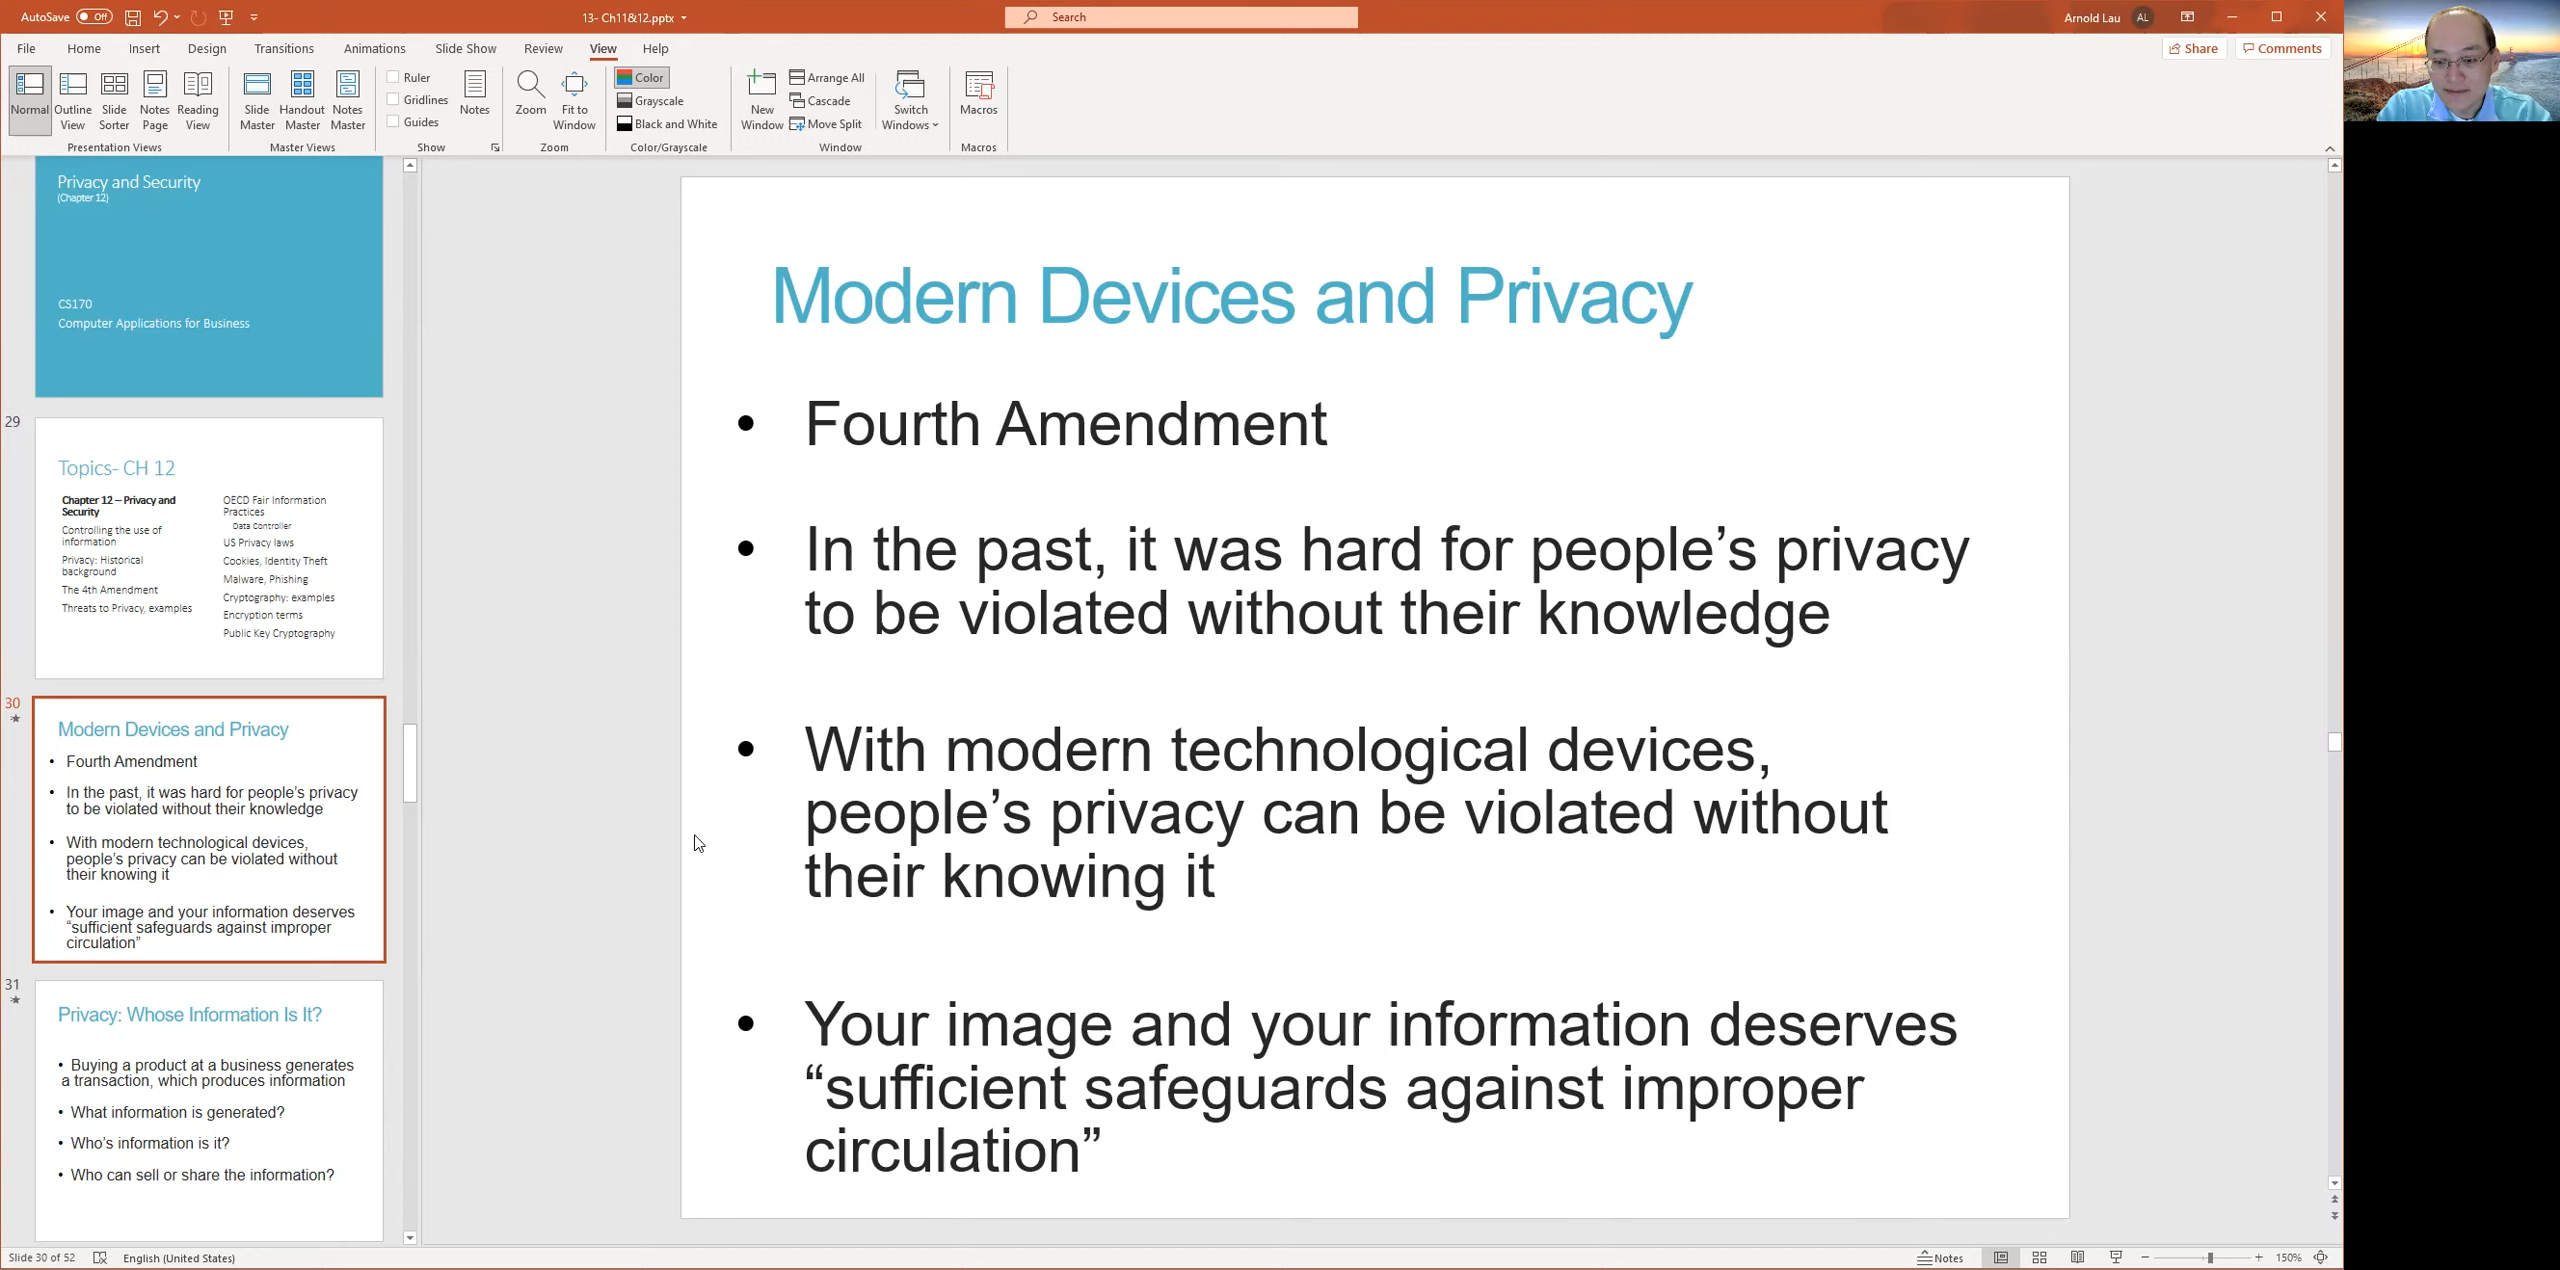 AutoSave Off
13- Ch11&12.pptx
Search
Arnold Lau AL
File Home Insert Design Transitions Animations Slide Show Review View Help
Share Comments
Normal
Outline View
Slide Sorter
Notes Page
Reading View
Presentation Views
Slide Master
Handout Master
Notes Master
Master Views
Ruler
Gridlines
Guides
Notes
Show
Zoom
Fit to Window
Zoom
Color
Grayscale
Black and White
Color/Grayscale
New Window
Arrange All
Cascade
Move Split
Switch Windows
Window
Macros
Macros
Privacy and Security
(Chapter 12)
CS170
Computer Applications for Business
29
Topics- CH 12
Chapter 12 – Privacy and
Security
Controlling the use of
information
Privacy: Historical
background
The 4th Amendment
Threats to Privacy, examples
OECD Fair Information
Practices
Data Controller
US Privacy laws
Cookies, Identity Theft
Malware, Phishing
Cryptography: examples
Encryption terms
Public Key Cryptography
30
Modern Devices and Privacy
• Fourth Amendment
• In the past, it was hard for people’s privacy
to be violated without their knowledge
• With modern technological devices,
people’s privacy can be violated without
their knowing it
• Your image and your information deserves
“sufficient safeguards against improper
circulation”
31
Privacy: Whose Information Is It?
• Buying a product at a business generates
a transaction, which produces information
• What information is generated?
• Who’s information is it?
• Who can sell or share the information?
Modern Devices and Privacy
• Fourth Amendment
• In the past, it was hard for people’s privacy
to be violated without their knowledge
• With modern technological devices,
people’s privacy can be violated without
their knowing it
• Your image and your information deserves
“sufficient safeguards against improper
circulation”
Slide 30 of 52 English (United States)
Notes 150%